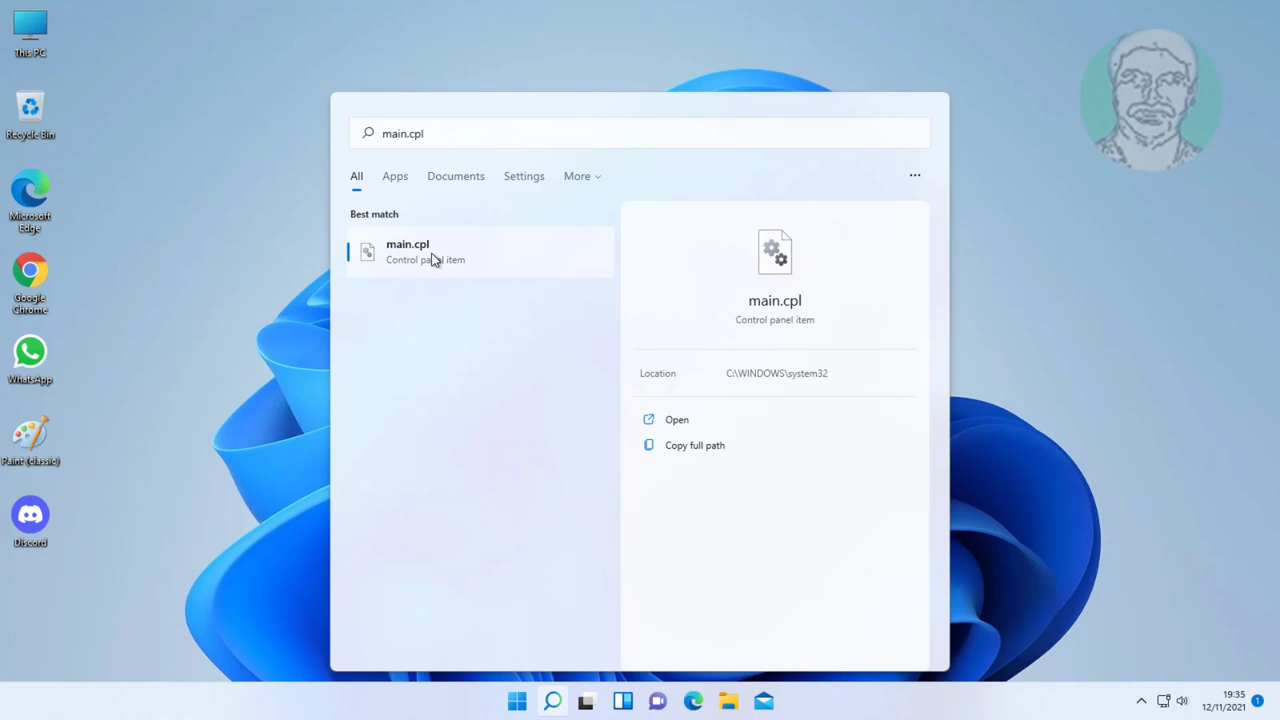 This PC
Recycle Bin
Microsoft
Edge
Google
Chrome
WhatsApp
Paint (classic)
Discord
main.cpl
All Apps Documents Settings More
Best match
main.cpl
Control panel item
main.cpl
Control panel item
Location C:\WINDOWS\system32
Open
Copy full path
19:35
12/11/2021
1